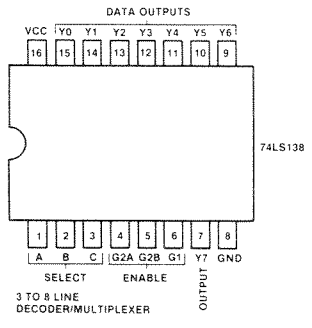 DATA OUTPUTS
VCC Y0 Y1 Y2 Y3 Y4 Y5 Y6
16 15 14 13 12 11 10 9
74LS138
1 2 3 4 5 6 7 8
A B C G2A G2B G1 Y7 GND
SELECT ENABLE OUTPUT
3 TO 8 LINE
DECODER/MULTIPLEXER